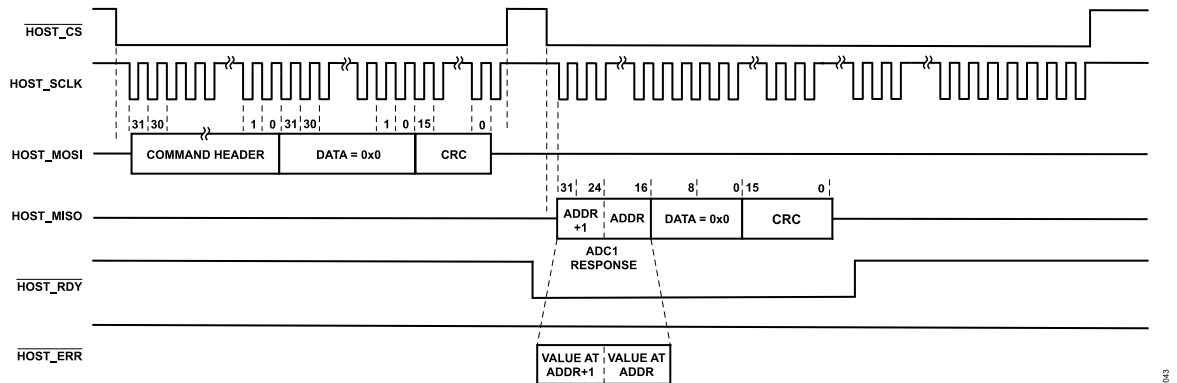 HOST_CS
HOST_SCLK
31 30 1 0 31 30 1 0 15 0
HOST_MOSI
COMMAND HEADER DATA = 0x0 CRC
31 24 16 8 0 15 0
HOST_MISO
ADDR
+1
ADDR
DATA = 0x0
CRC
ADC1
RESPONSE
HOST_RDY
HOST_ERR
VALUE AT
ADDR+1
VALUE AT
ADDR
043